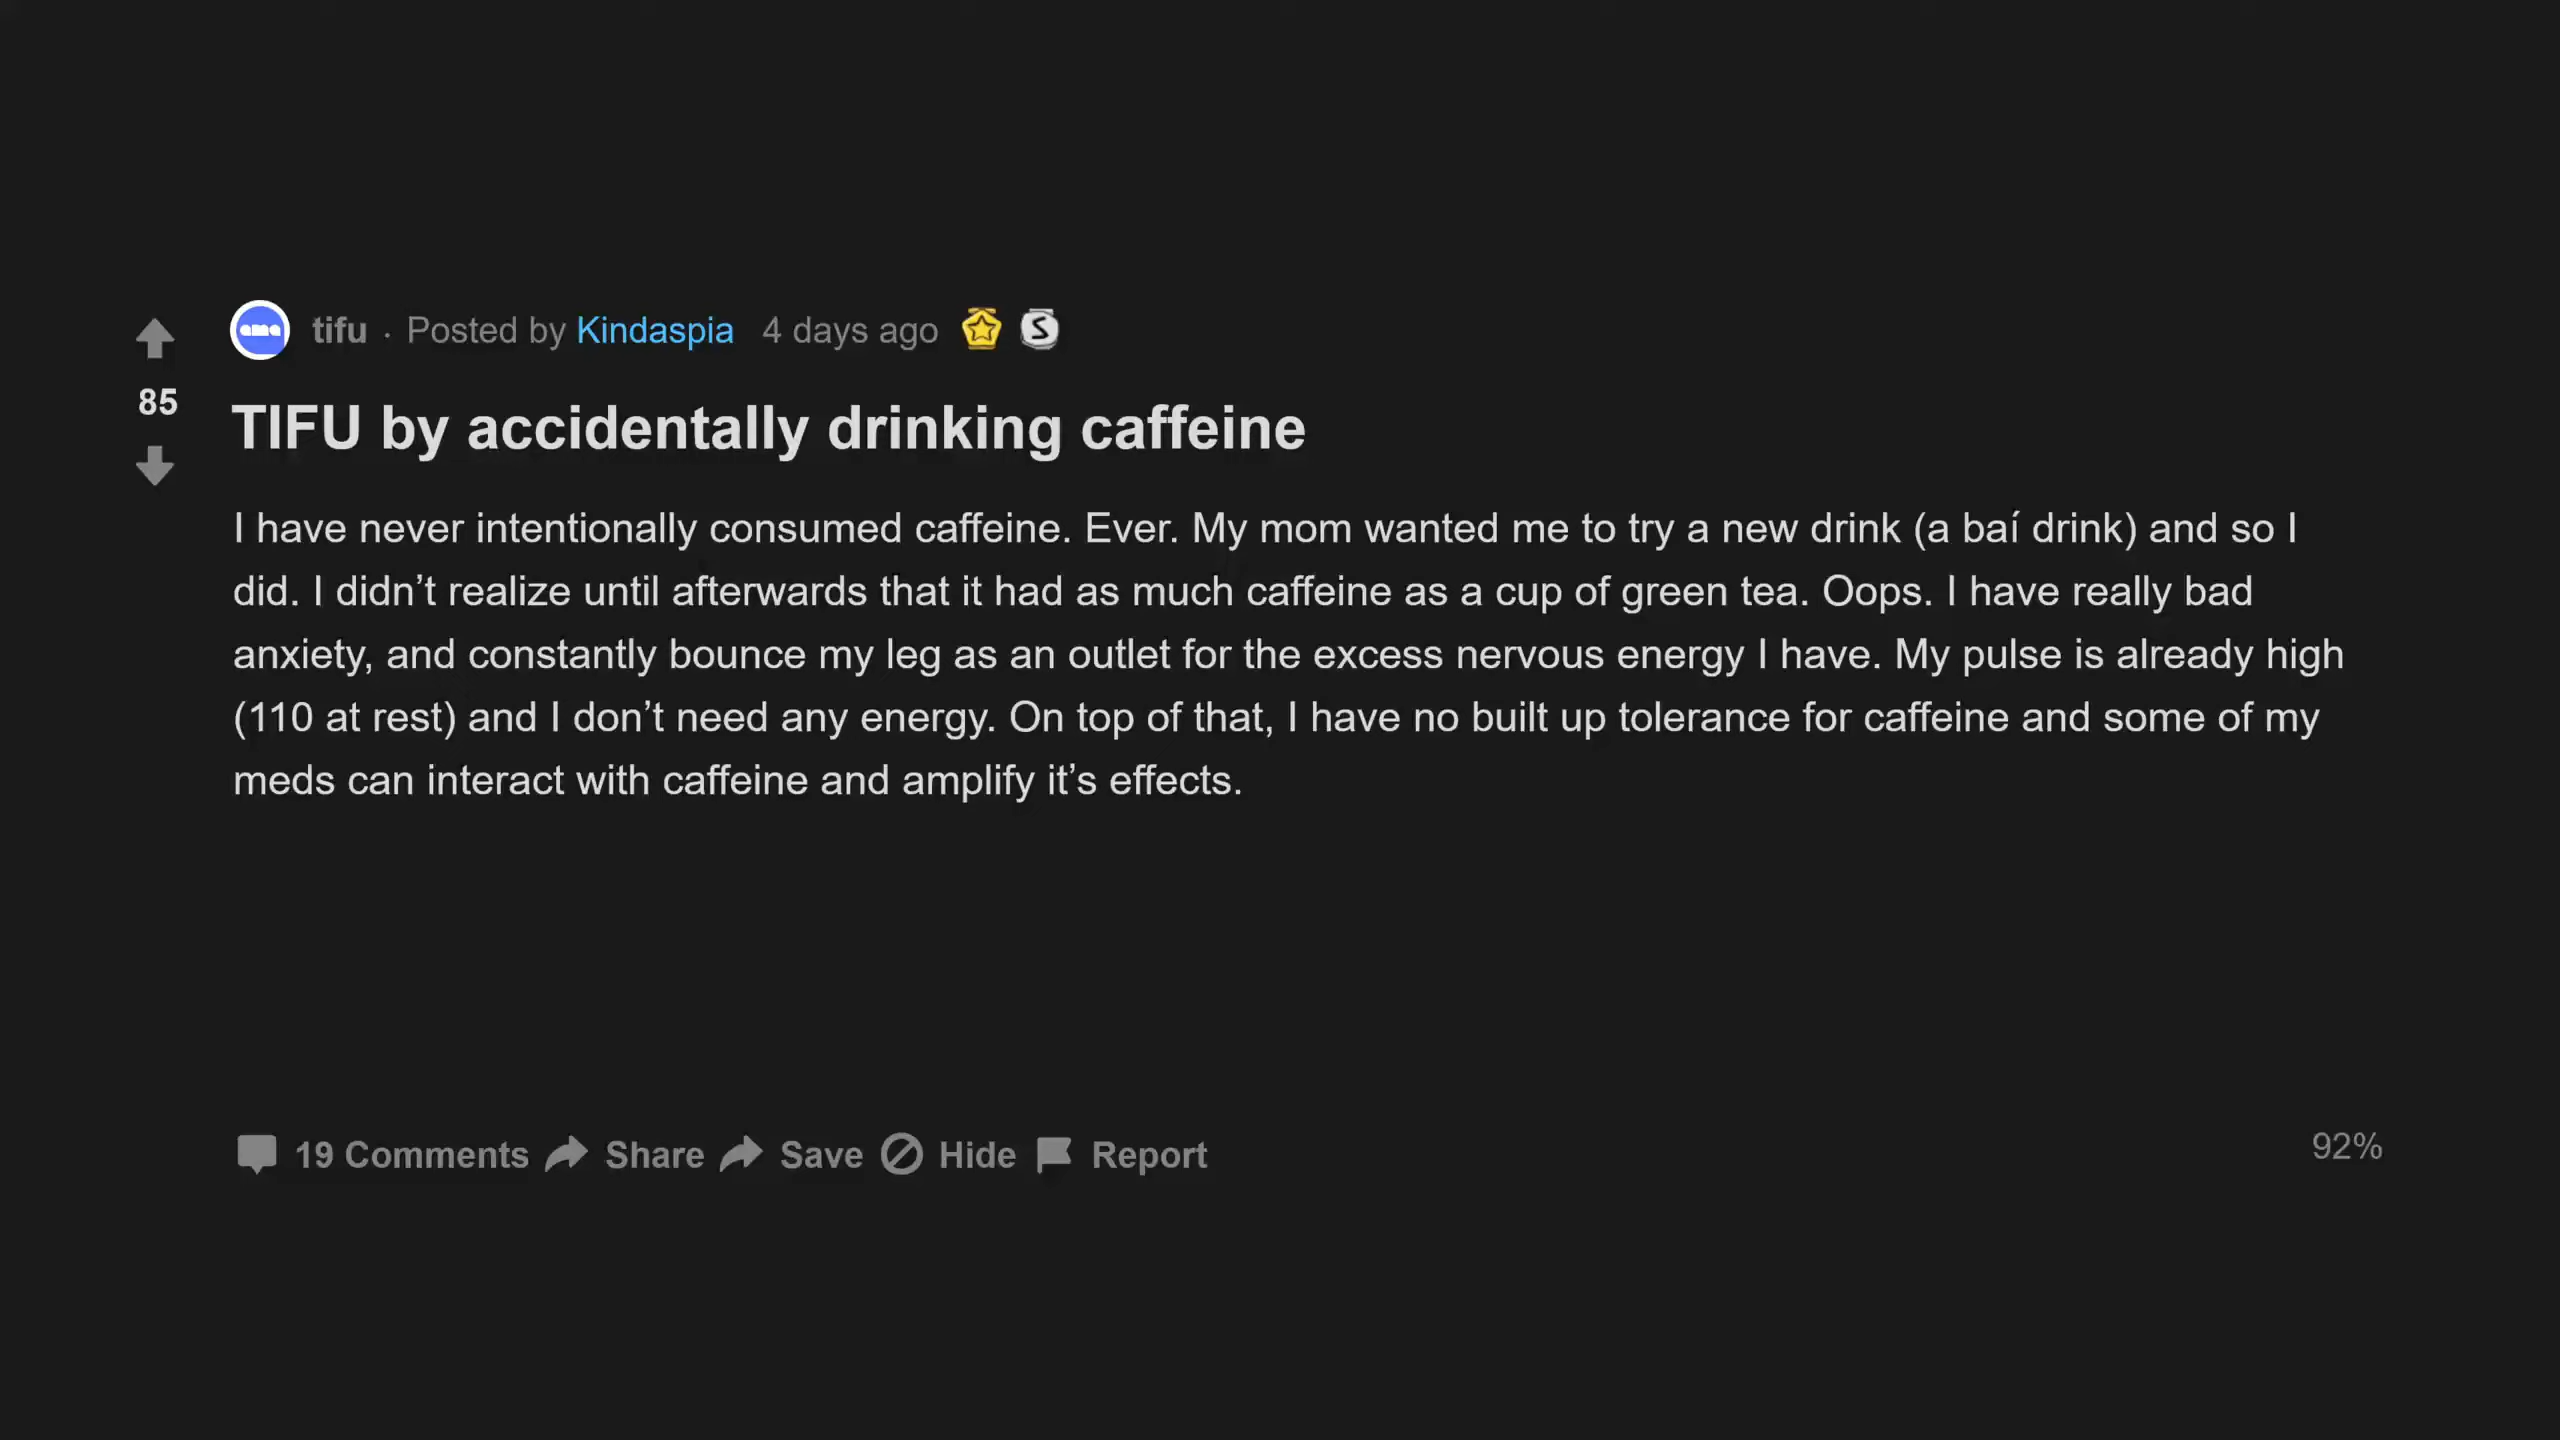 tifu · Posted by Kindaspia 4 days ago
85
TIFU by accidentally drinking caffeine
I have never intentionally consumed caffeine. Ever. My mom wanted me to try a new drink (a baí drink) and so I
did. I didn’t realize until afterwards that it had as much caffeine as a cup of green tea. Oops. I have really bad
anxiety, and constantly bounce my leg as an outlet for the excess nervous energy I have. My pulse is already high
(110 at rest) and I don’t need any energy. On top of that, I have no built up tolerance for caffeine and some of my
meds can interact with caffeine and amplify it’s effects.
19 Comments Share Save Hide Report
92%